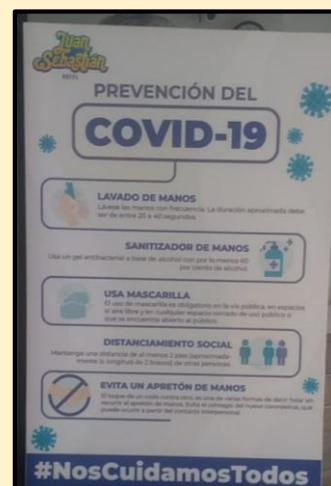 Juan
Sebastián
HOTEL
PREVENCIÓN DEL
COVID-19
LAVADO DE MANOS
Lávese las manos con frecuencia. La duración aproximada debe
ser de entre 20 a 40 segundos.
SANITIZADOR DE MANOS
Usá un gel antibacterial a base de alcohol con por lo menos 60
por ciento de alcohol.
USA MASCARILLA
El uso de mascarilla es obligatorio en la vía pública, en espacios
al aire libre y en cualquier espacio cerrado de uso público o
que se encuentra abierto al público.
DISTANCIAMIENTO SOCIAL
Mantenga una distancia de al menos 2 pies (aproximada-
mente la longitud de 2 brazos) de otras personas.
EVITA UN APRETÓN DE MANOS
El toque de un codo contra otro, es una de varias formas de decir 'hola' sin
recurrir al apretón de manos. Evita el contagio del nuevo coronavirus, que
puede ocurrir a partir del contacto interpersonal.
#NosCuidamosTodos